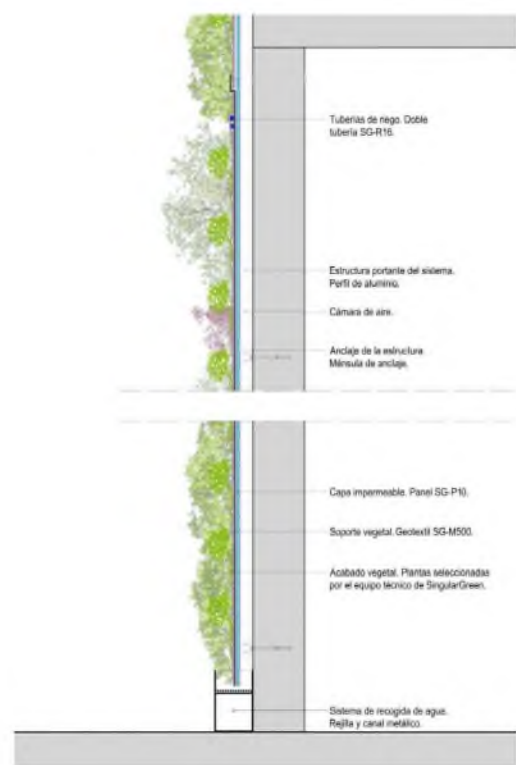 Tuberías de riego. Doble
tubería SG-R16.
Estructura portante del sistema.
Perfil de aluminio.
Cámara de aire.
Anclaje de la estructura
Ménsula de anclaje.
Capa impermeable. Panel SG-P10.
Soporte vegetal. Geotextil SG-M500.
Acabado vegetal. Plantas seleccionadas
por el equipo técnico de SingularGreen.
Sistema de recogida de agua.
Rejilla y canal metálico.